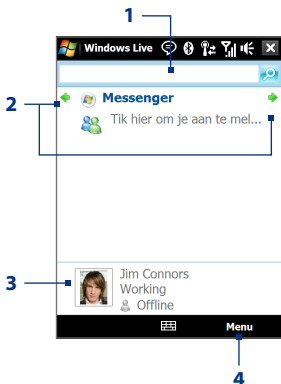 1
Windows Live
2
Messenger
Tik hier om je aan te mel...
3
Jim Connors
Working
Offline
Menu
4